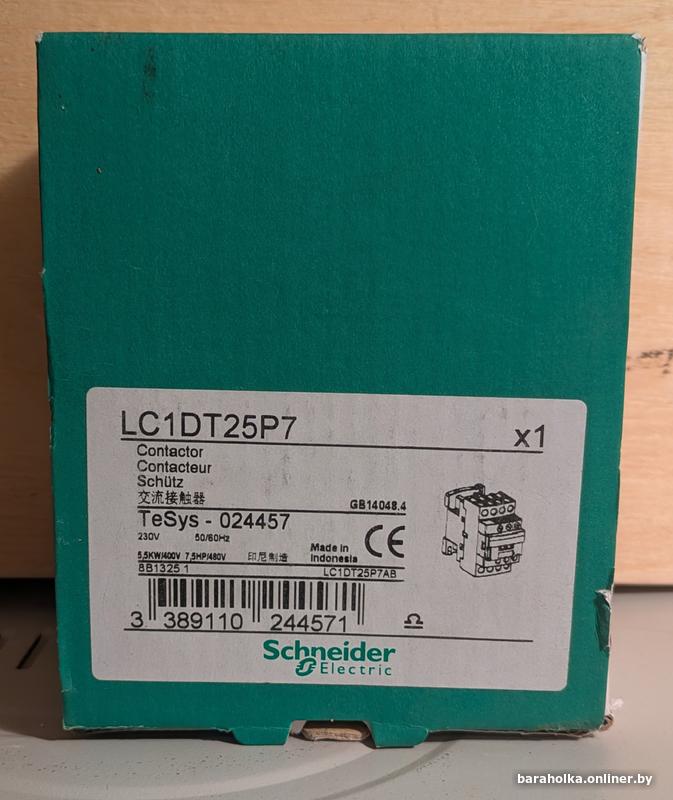 LC1DT25P7
x1
Contactor
Contacteur
Schütz
交流接触器
GB14048.4
TeSys - 024457
230V 50/60Hz
5,5KW/400V 7,5HP/480V 印尼制造 Made in Indonesia
CE
8B1325 1 LC1DT25P7AB
3 389110 244571
Schneider
Electric
baraholka.onliner.by